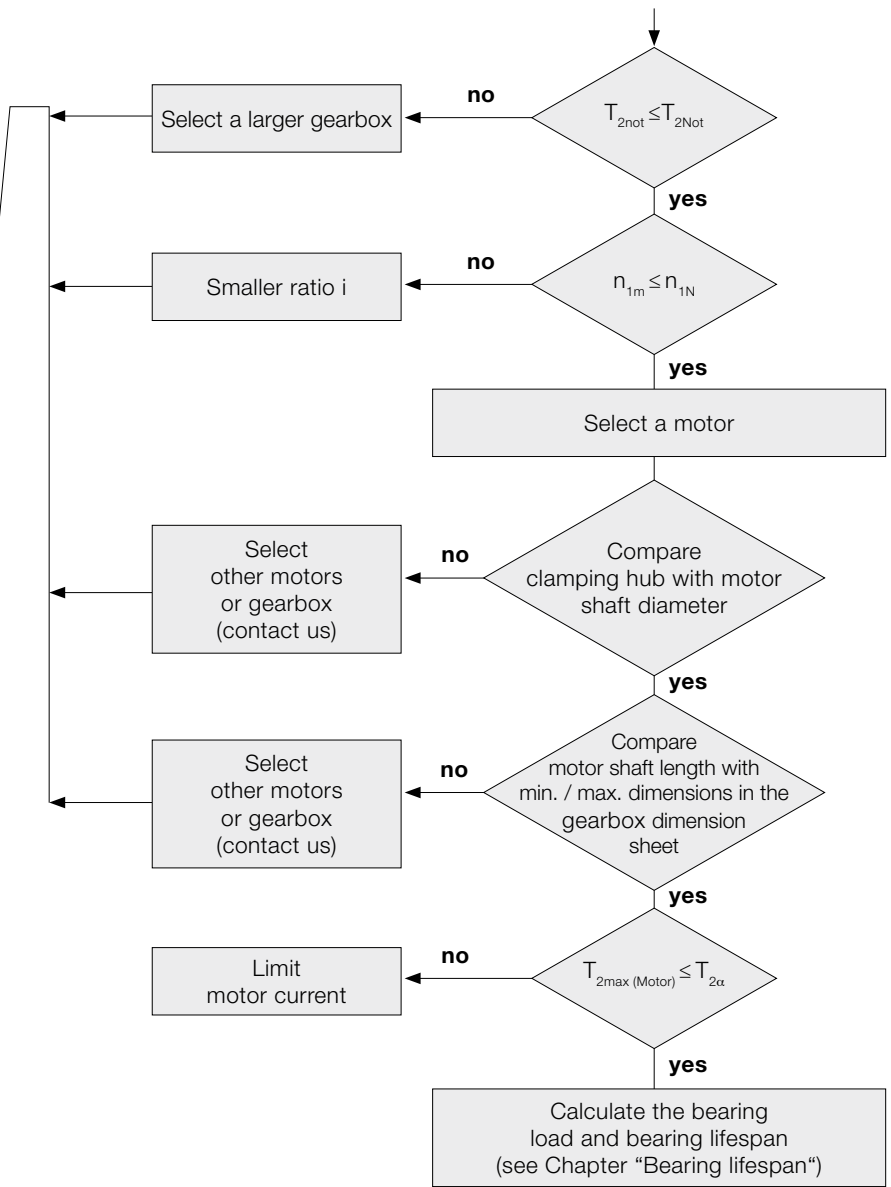 Select a larger gearbox
no
T2not ≤ T2Not
yes
Smaller ratio i
no
n1m ≤ n1N
yes
Select a motor
Select
other motors
or gearbox
(contact us)
no
Compare
clamping hub with motor
shaft diameter
yes
Select
other motors
or gearbox
(contact us)
no
Compare
motor shaft length with
min. / max. dimensions in the
gearbox dimension
sheet
yes
Limit
motor current
no
T2max (Motor) ≤ T2α
yes
Calculate the bearing
load and bearing lifespan
(see Chapter “Bearing lifespan“)